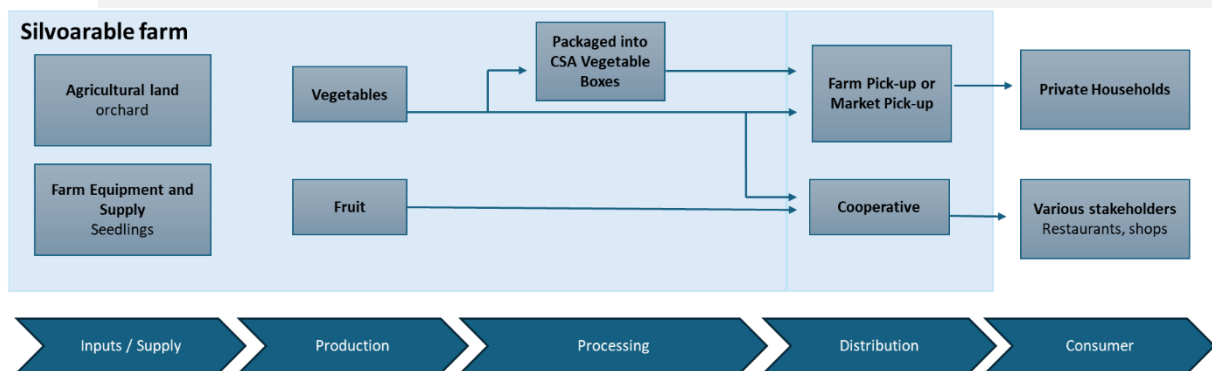 Silvoarable farm
Agricultural land
orchard
Farm Equipment and
Supply
Seedlings
Vegetables
Fruit
Packaged into
CSA Vegetable
Boxes
Farm Pick-up or
Market Pick-up
Cooperative
Private Households
Various stakeholders
Restaurants, shops
Inputs / Supply
Production
Processing
Distribution
Consumer